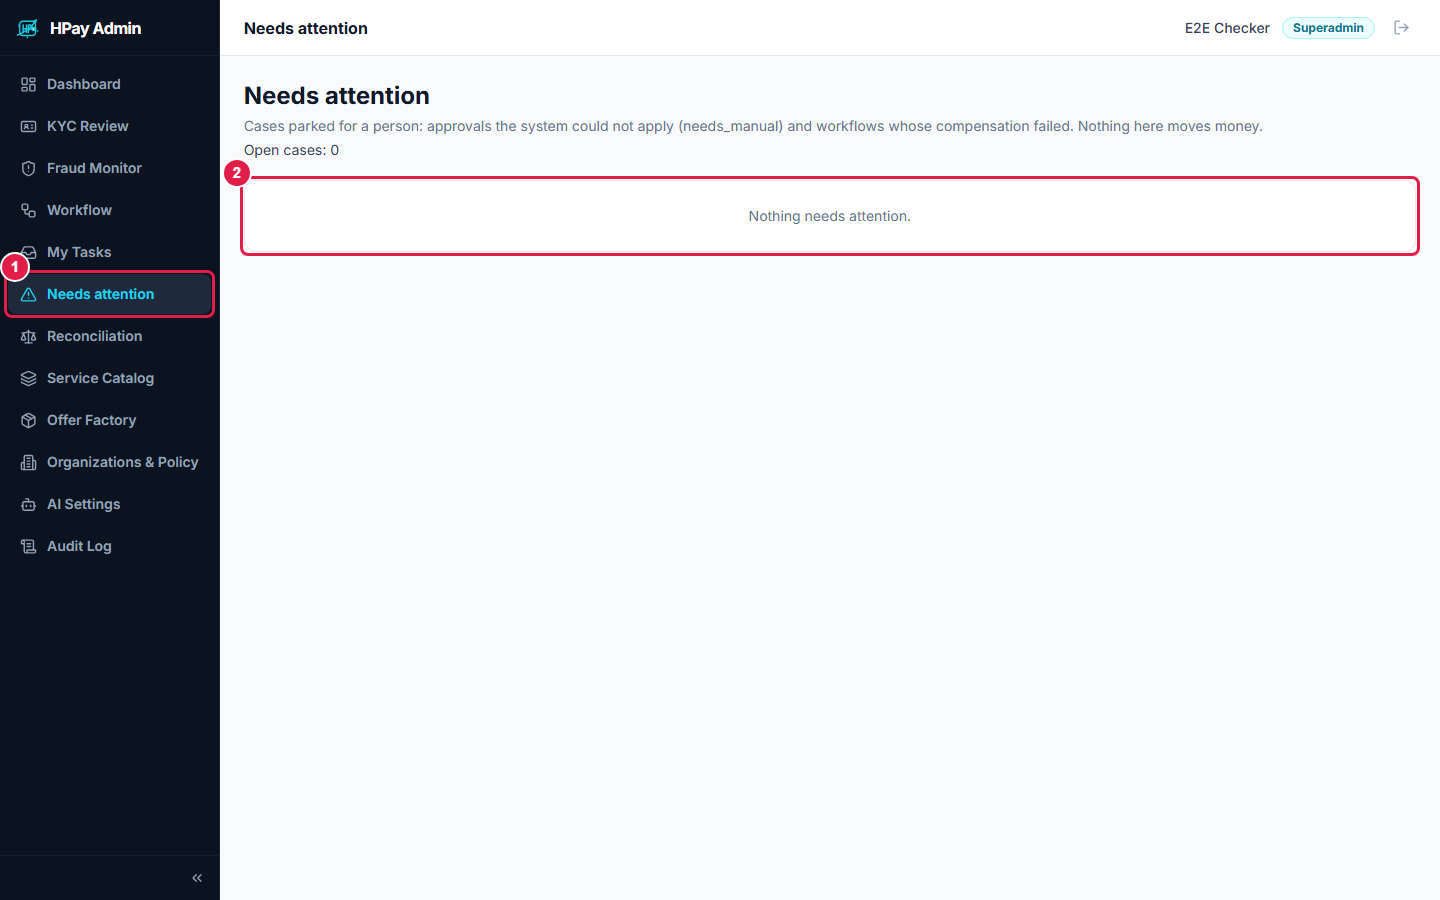 HPay Admin
Needs attention
E2E Checker
Superadmin
Dashboard
KYC Review
Fraud Monitor
Workflow
My Tasks
1
Needs attention
Reconciliation
Service Catalog
Offer Factory
Organizations & Policy
AI Settings
Audit Log
Needs attention
Cases parked for a person: approvals the system could not apply (needs_manual) and workflows whose compensation failed. Nothing here moves money.
Open cases: 0
2
Nothing needs attention.